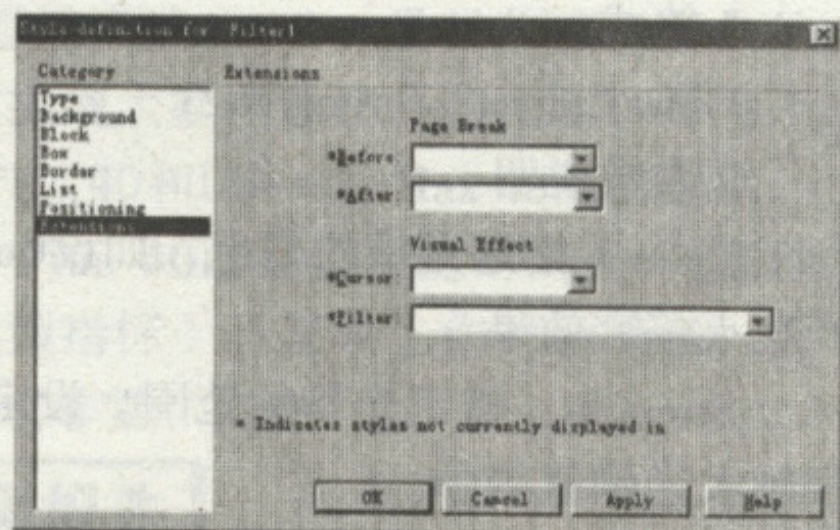 Style definition for .Filter1
Category
Extensions
Type
Background
Block
Box
Border
List
Positioning
Extensions
Page Break
*Before:
*After:
Visual Effect
*Cursor:
*Filter:
* Indicates styles not currently displayed in
OK
Cancel
Apply
Help